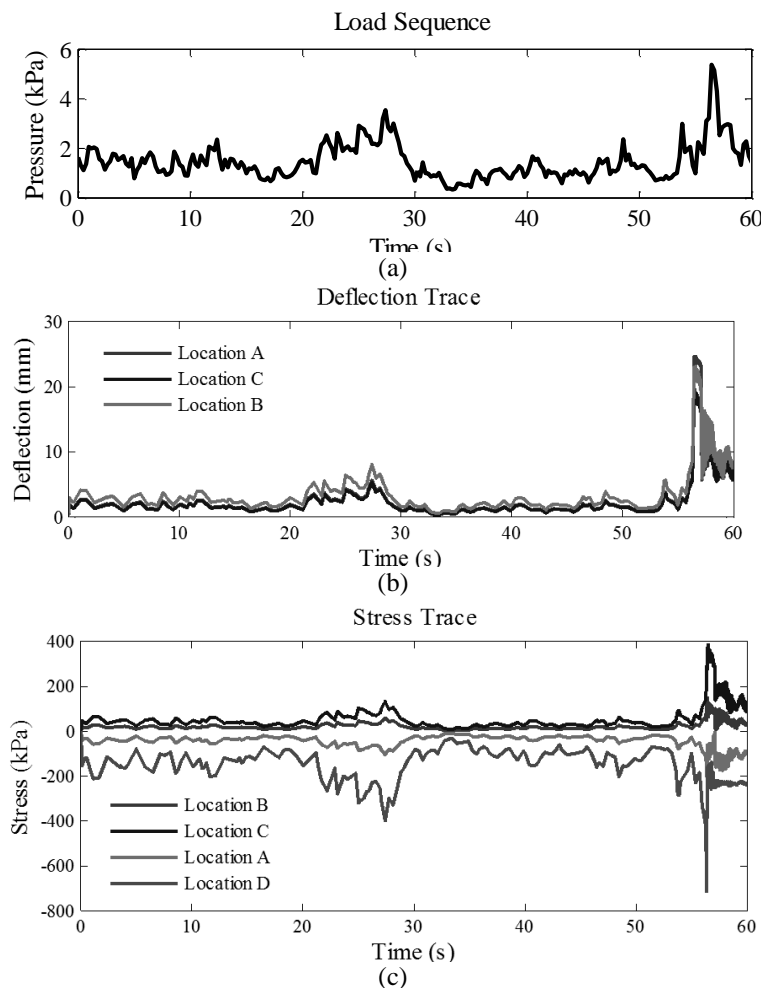 Load Sequence
Pressure (kPa)
6
4
2
0
0 10 20 30 40 50 60
Time (s)
(a)
Deflection Trace
Deflection (mm)
30
20
10
0
Location A
Location C
Location B
0 10 20 30 40 50 60
Time (s)
(b)
Stress Trace
Stress (kPa)
400
200
0
-200
-400
-600
-800
Location B
Location C
Location A
Location D
0 10 20 30 40 50 60
Time (s)
(c)